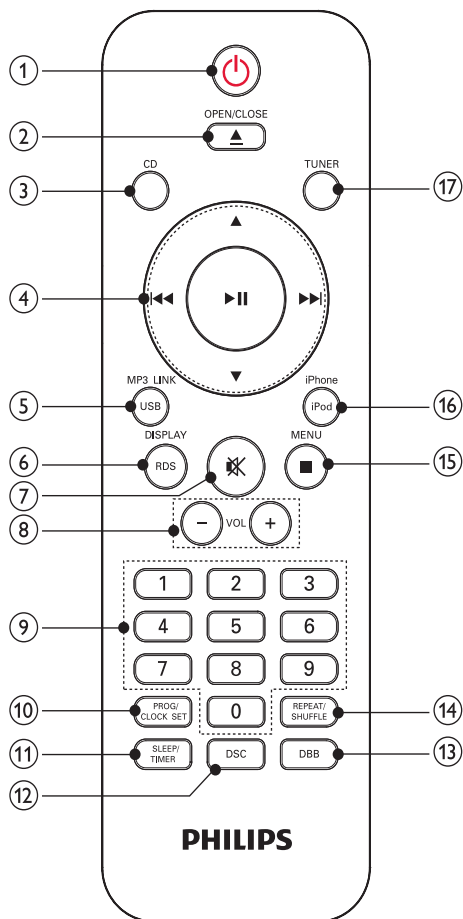 ①
OPEN/CLOSE
②
CD
TUNER
③
⑰
④
MP3 LINK
iPhone
⑤
USB
iPod
⑯
DISPLAY
MENU
⑥
RDS
⑮
⑦
⑧
− VOL +
1 2 3
⑨
4 5 6
7 8 9
⑩
PROG/
CLOCK SET
0
REPEAT/
SHUFFLE
⑭
⑪
SLEEP/
TIMER
DSC
DBB
⑬
⑫
PHILIPS